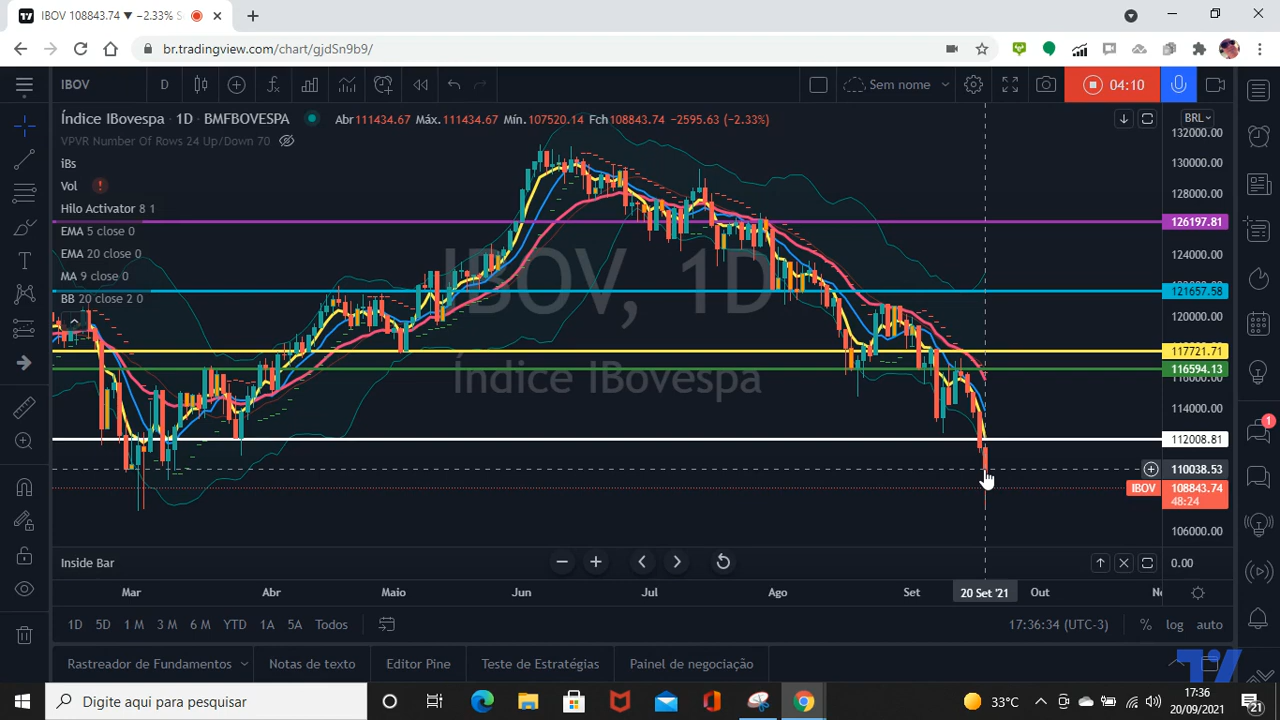 IBOV 108843.74 ▼ −2.33% S
br.tradingview.com/chart/gjdSn9b9/
IBOV
D
Sem nome
04:10
Índice IBovespa · 1D · BMFBOVESPA
Abr111434.67 Máx.111434.67 Mín.107520.14 Fch108843.74 −2595.63 (−2.33%)
BRL
VPVR Number Of Rows 24 Up/Down 70
iBs
Vol
Hilo Activator 8 1
EMA 5 close 0
EMA 20 close 0
MA 9 close 0
BB 20 close 2 0
IBOV, 1D
Índice IBovespa
132000.00
130000.00
128000.00
126197.81
124000.00
121657.58
120000.00
117721.71
116594.13
114000.00
112008.81
110038.53
IBOV 108843.74
48:24
106000.00
1
Inside Bar
0.00
Mar Abr Maio Jun Jul Ago Set 20 Set '21 Out
1D 5D 1 M 3 M 6 M YTD 1A 5A Todos
17:36:34 (UTC-3) % log auto
Rastreador de Fundamentos Notas de texto Editor Pine Teste de Estratégias Painel de negociação
Digite aqui para pesquisar
33°C
17:36
20/09/2021
21